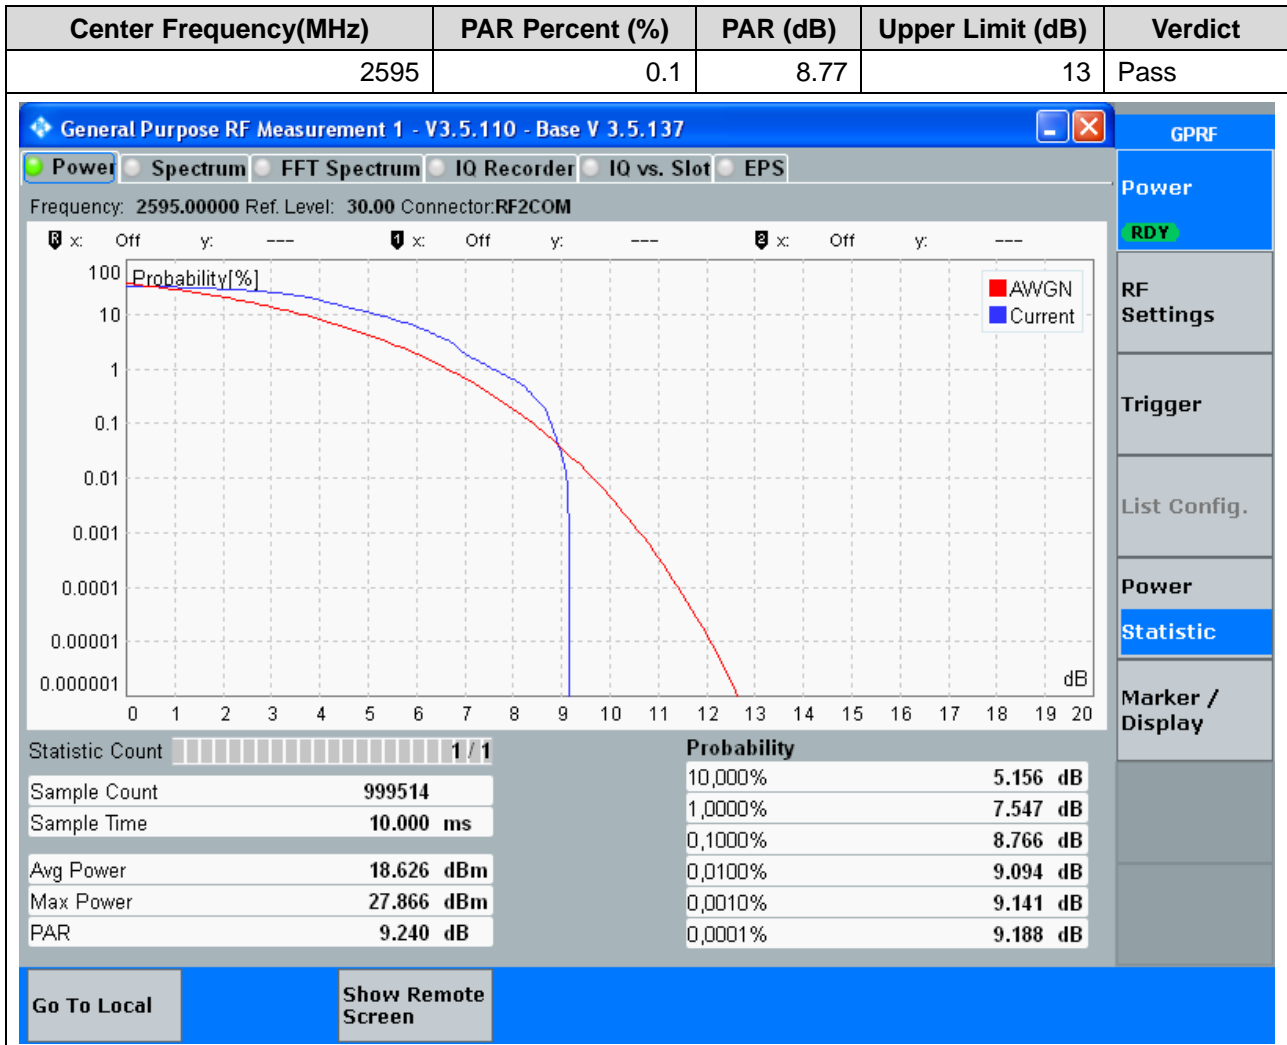 Center Frequency(MHz) PAR Percent (%) PAR (dB) Upper Limit (dB) Verdict
2595 0.1 8.77 13 Pass
General Purpose RF Measurement 1 - V3.5.110 - Base V 3.5.137
GPRF
Power Spectrum FFT Spectrum IQ Recorder IQ vs. Slot EPS
Power
RDY
Frequency: 2595.00000 Ref. Level: 30.00 Connector:RF2COM
R x: Off y: --- 1 x: Off y: --- 2 x: Off y: ---
Probability[%]
AWGN
Current
100
10
1
0.1
0.01
0.001
0.0001
0.00001
0.000001
dB
0 1 2 3 4 5 6 7 8 9 10 11 12 13 14 15 16 17 18 19 20
RF
Settings
Trigger
List Config.
Power
Statistic
Marker /
Display
Statistic Count 1 / 1
Sample Count 999514
Sample Time 10.000 ms
Avg Power 18.626 dBm
Max Power 27.866 dBm
PAR 9.240 dB
Probability
10,000% 5.156 dB
1,0000% 7.547 dB
0,1000% 8.766 dB
0,0100% 9.094 dB
0,0010% 9.141 dB
0,0001% 9.188 dB
Go To Local
Show Remote
Screen